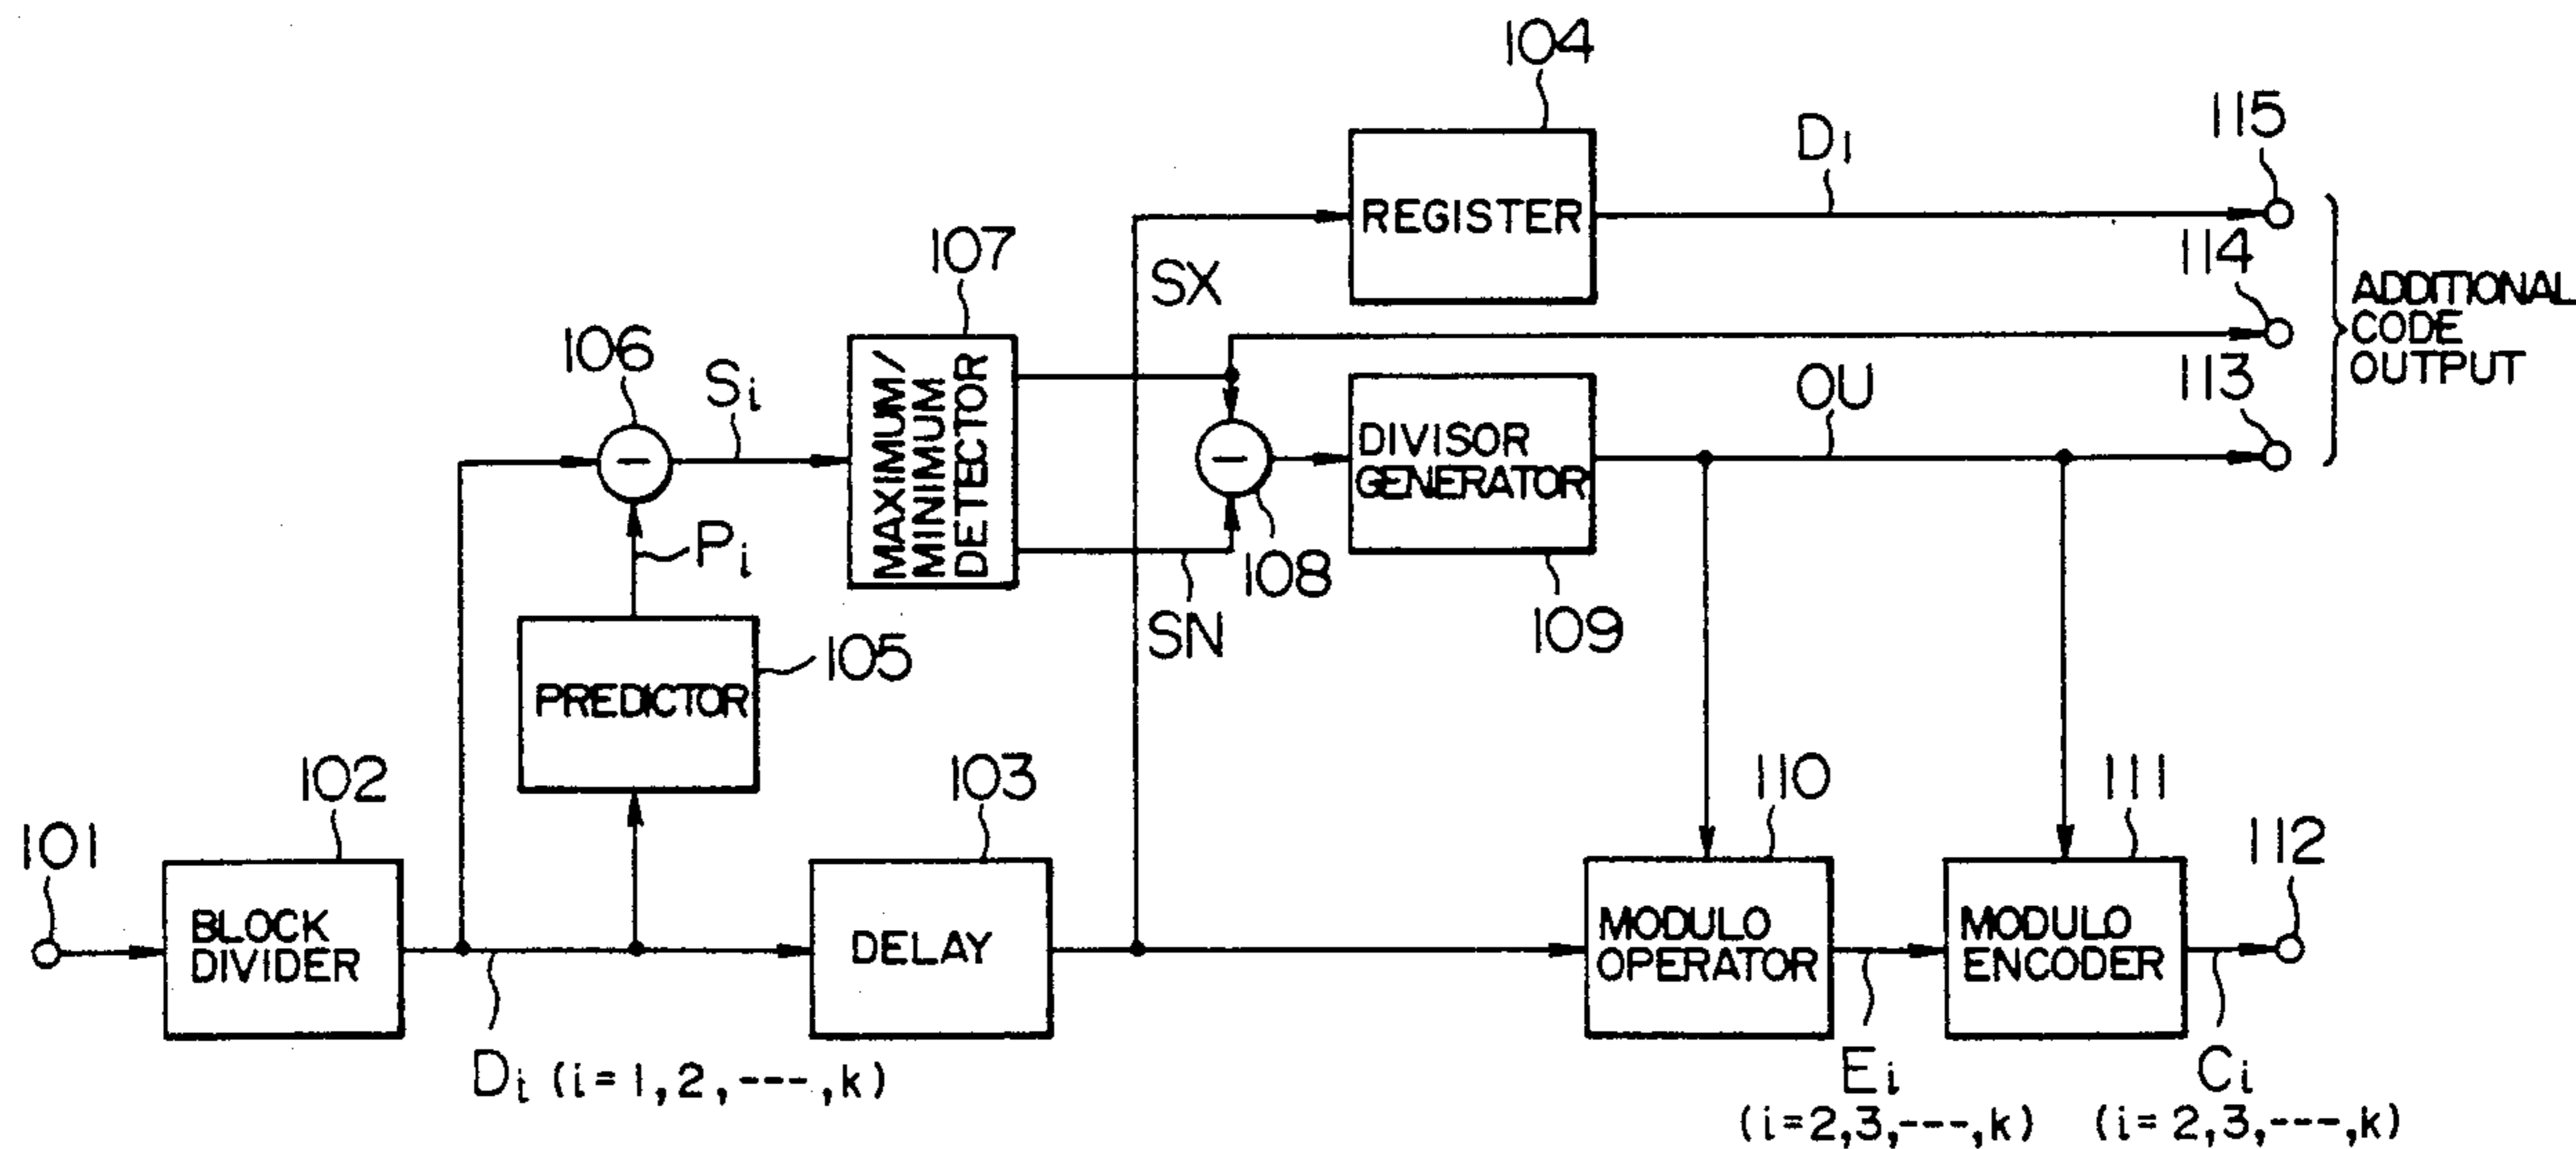 104
115
D1
REGISTER
107
SX
114
ADDITIONAL
CODE
OUTPUT
106
Si
MAXIMUM/
MINIMUM
DETECTOR
OU
113
DIVISOR
GENERATOR
Pi
108
SN
109
105
PREDICTOR
102
103
110
111
112
101
BLOCK
DIVIDER
DELAY
MODULO
OPERATOR
MODULO
ENCODER
Di (i=1,2,---,k)
Ei
(i=2,3,---,k)
Ci
(i=2,3,---,k)